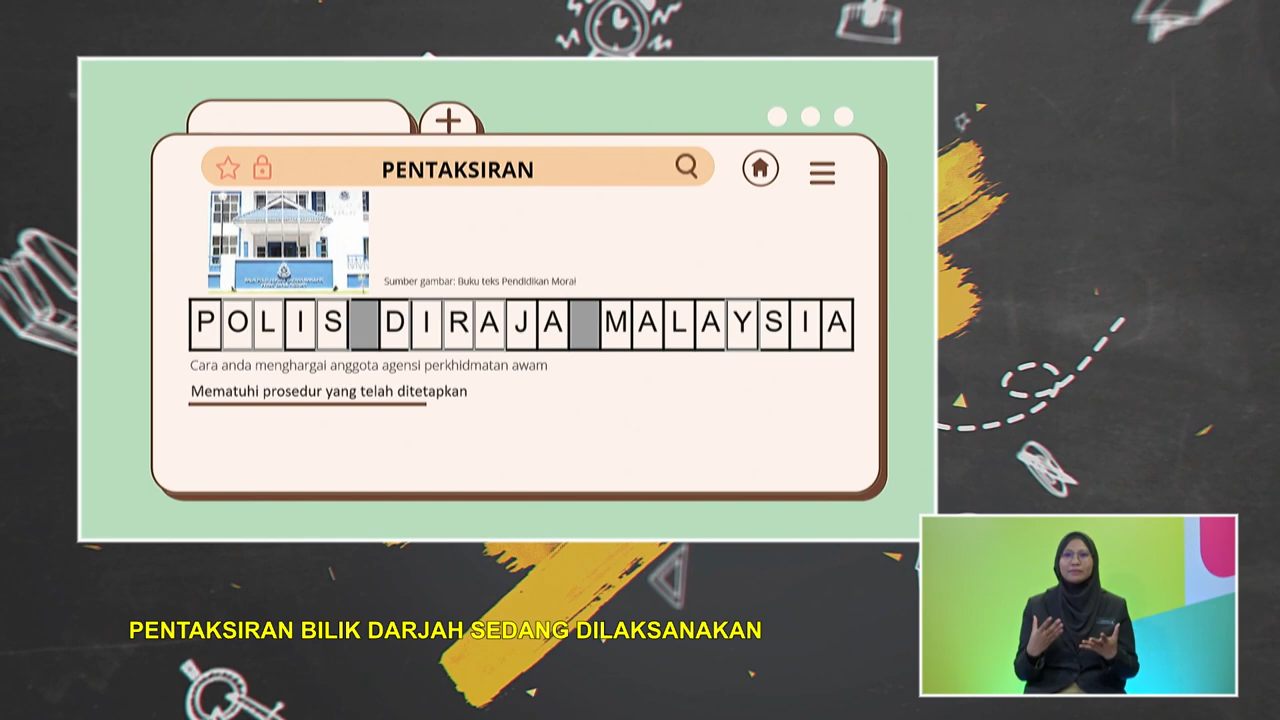 PENTAKSIRAN
Sumber gambar: Buku teks Pendidikan Moral
POLIS DIRAJA MALAYSIA
Cara anda menghargai anggota agensi perkhidmatan awam
Mematuhi prosedur yang telah ditetapkan
PENTAKSIRAN BILIK DARJAH SEDANG DILAKSANAKAN